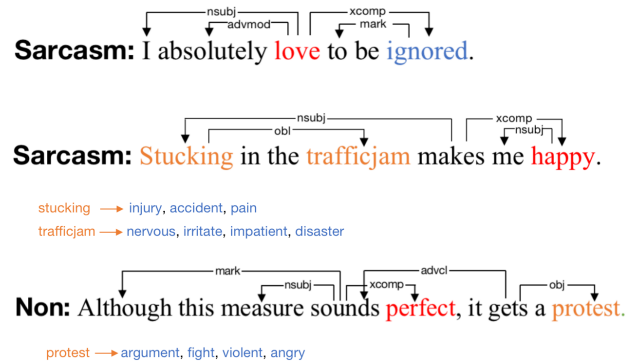 nsubj xcomp
advmod mark
Sarcasm: I absolutely love to be ignored.
nsubj xcomp
obl nsubj
Sarcasm: Stucking in the trafficjam makes me happy.
stucking injury, accident, pain
trafficjam nervous, irritate, impatient, disaster
mark advcl
nsubj xcomp obj
Non: Although this measure sounds perfect, it gets a protest.
protest argument, fight, violent, angry